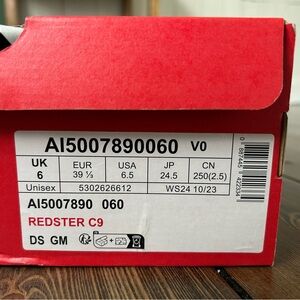 AI5007890060 V0
UK EUR USA JP CN
6 39 ⅓ 6.5 24.5 250(2.5)
Unisex 5302626612 WS24 10/23
AI5007890 060
REDSTER C9
DS GM